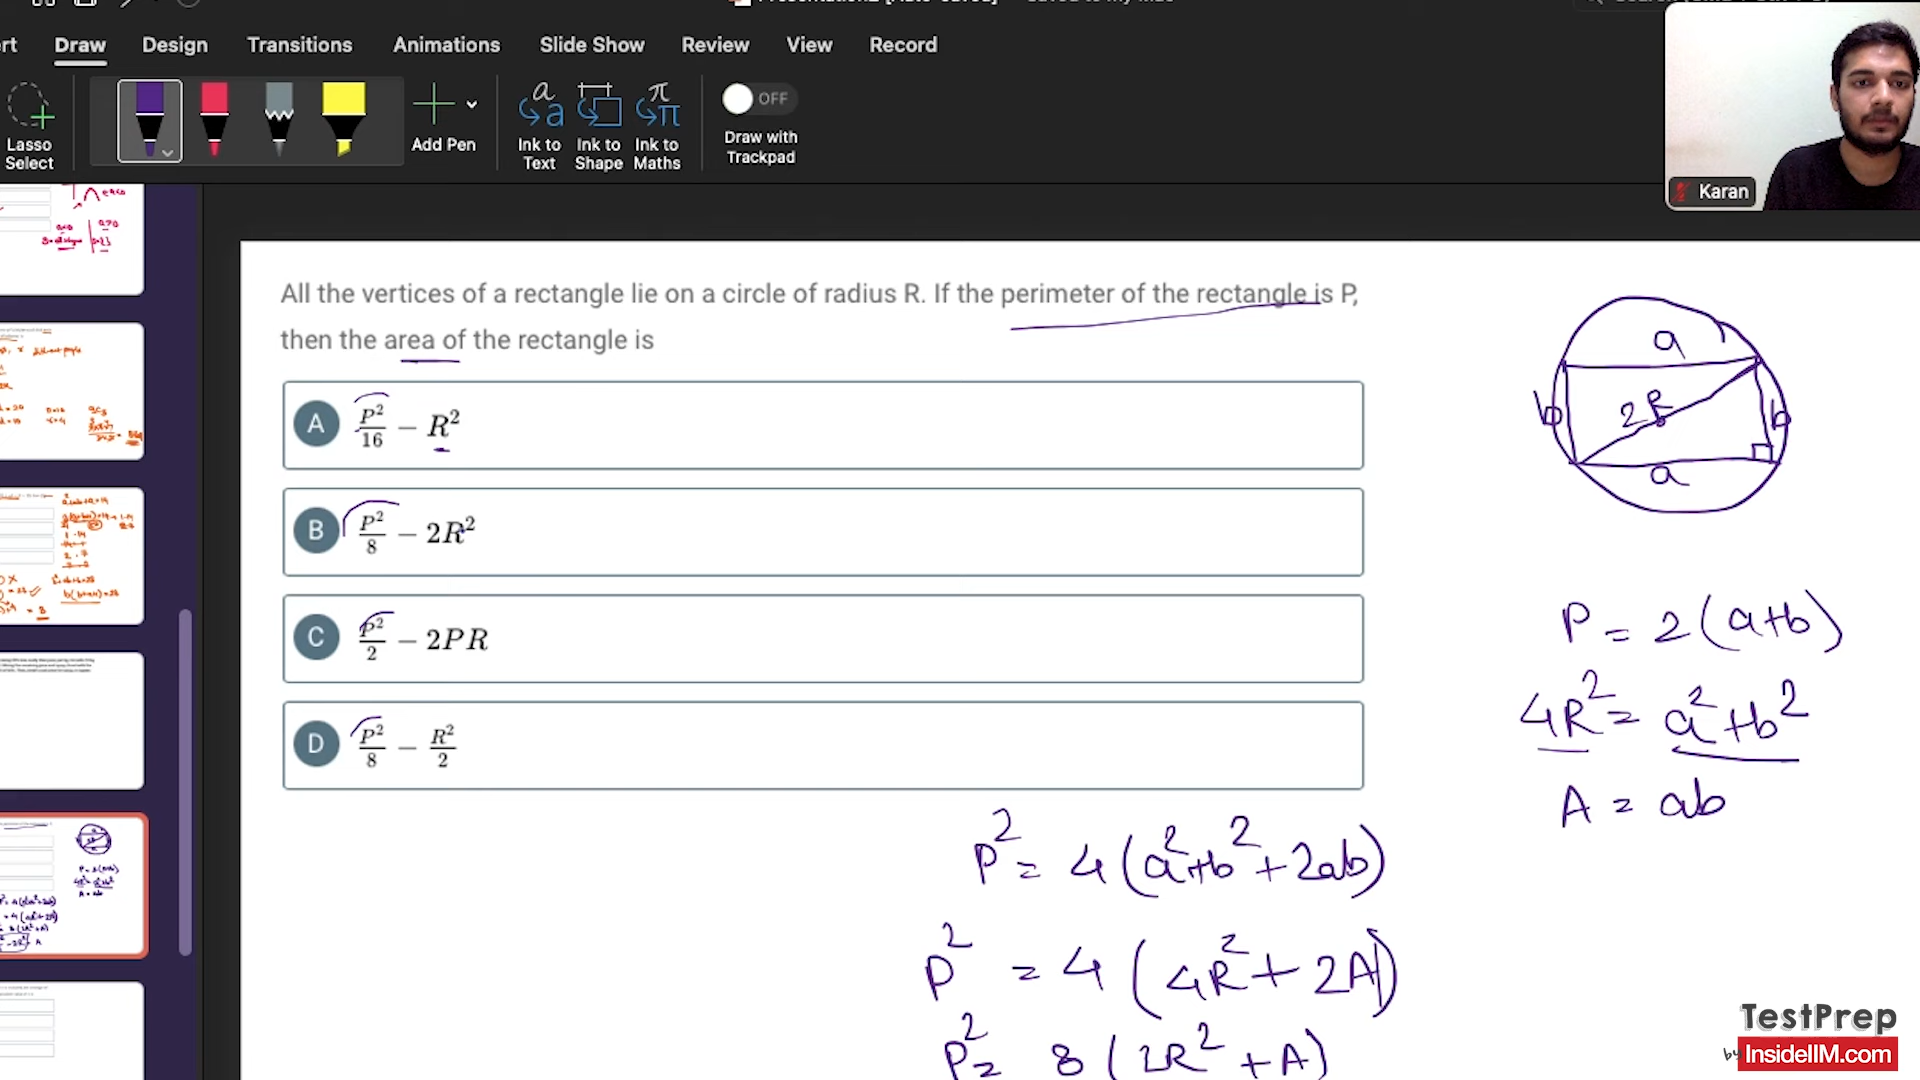 Draw Design Transitions Animations Slide Show Review View Record
Lasso Select
Add Pen
Ink to Text
Ink to Shape
Ink to Maths
OFF
Draw with Trackpad
Karan
All the vertices of a rectangle lie on a circle of radius R. If the perimeter of the rectangle is P,
then the area of the rectangle is
A P²/16 − R²
B P²/8 − 2R²
C P²/2 − 2PR
D P²/8 − R²/2
a
b 2R b
a
P = 2(a+b)
4R² = a²+b²
A = ab
P² = 4(a²+b²+2ab)
P² = 4(4R²+2A)
P² = 8(2R²+A)
TestPrep
by InsideIIM.com